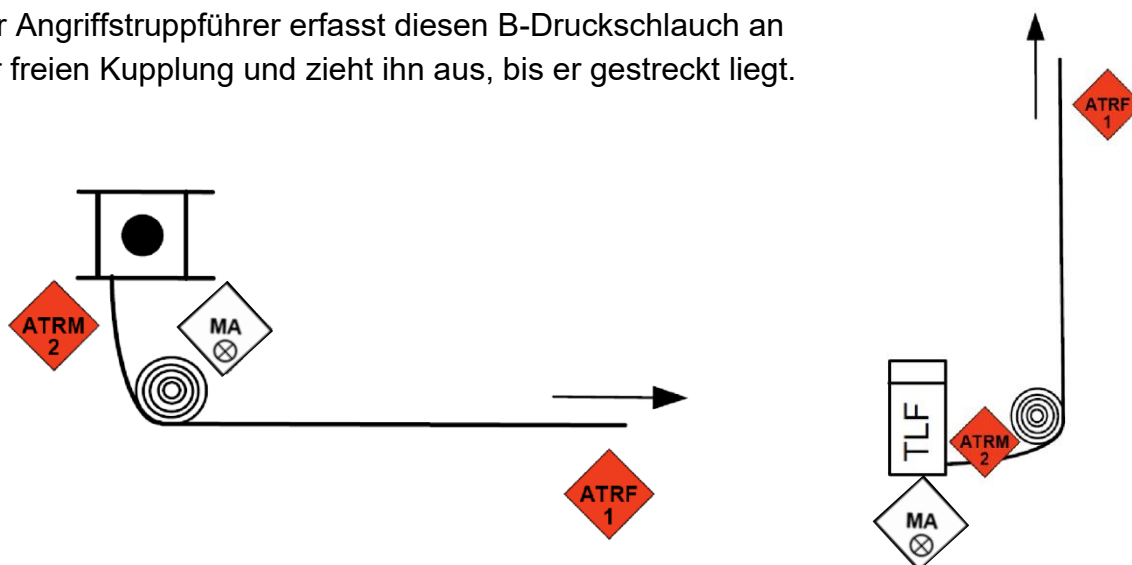 r Angriffstruppführer erfasst diesen B-Druckschlauch an
r freien Kupplung und zieht ihn aus, bis er gestreckt liegt.
ATRF
1
ATRM
2
MA
ATRF
1
TLF
ATRM
2
MA